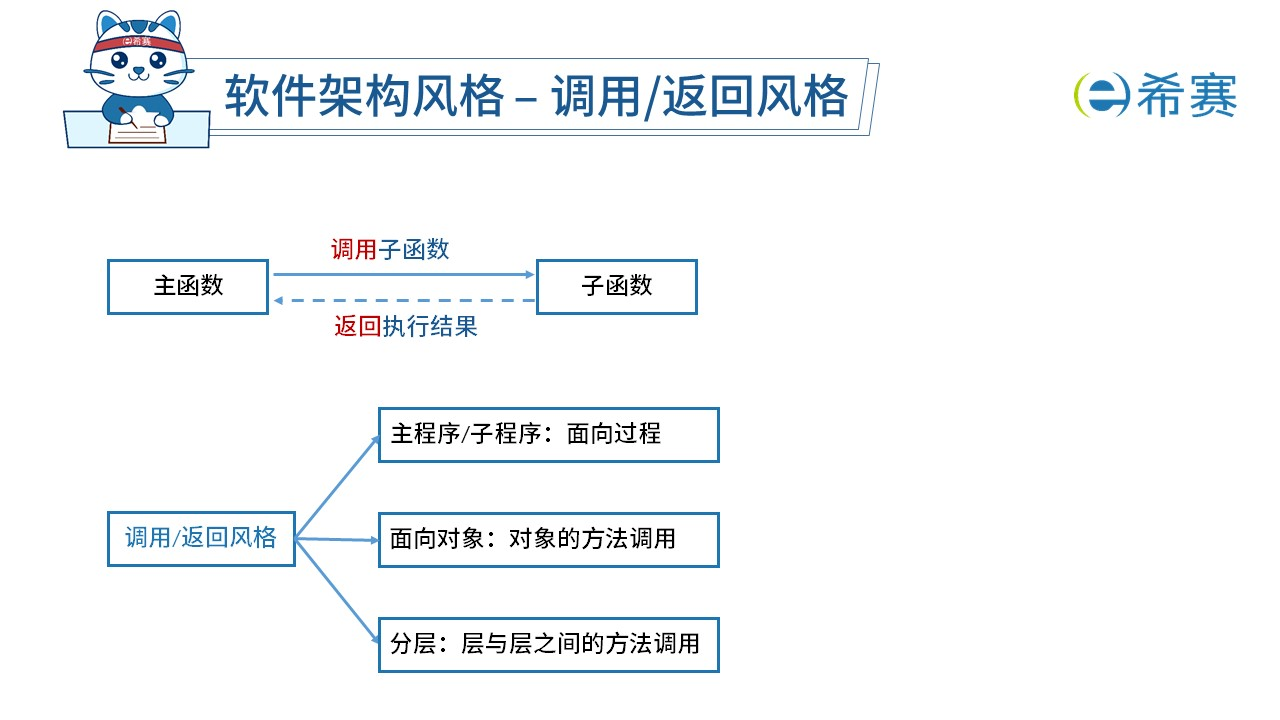 希赛
软件架构风格 – 调用/返回风格
希赛
调用子函数
主函数
子函数
返回执行结果
主程序/子程序：面向过程
调用/返回风格
面向对象：对象的方法调用
分层：层与层之间的方法调用